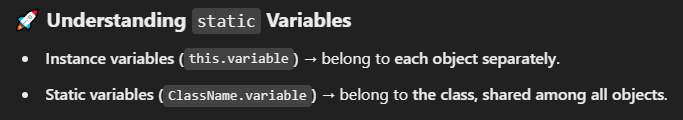 🚀 Understanding static Variables
• Instance variables (this.variable) → belong to each object separately.
• Static variables (ClassName.variable) → belong to the class, shared among all objects.